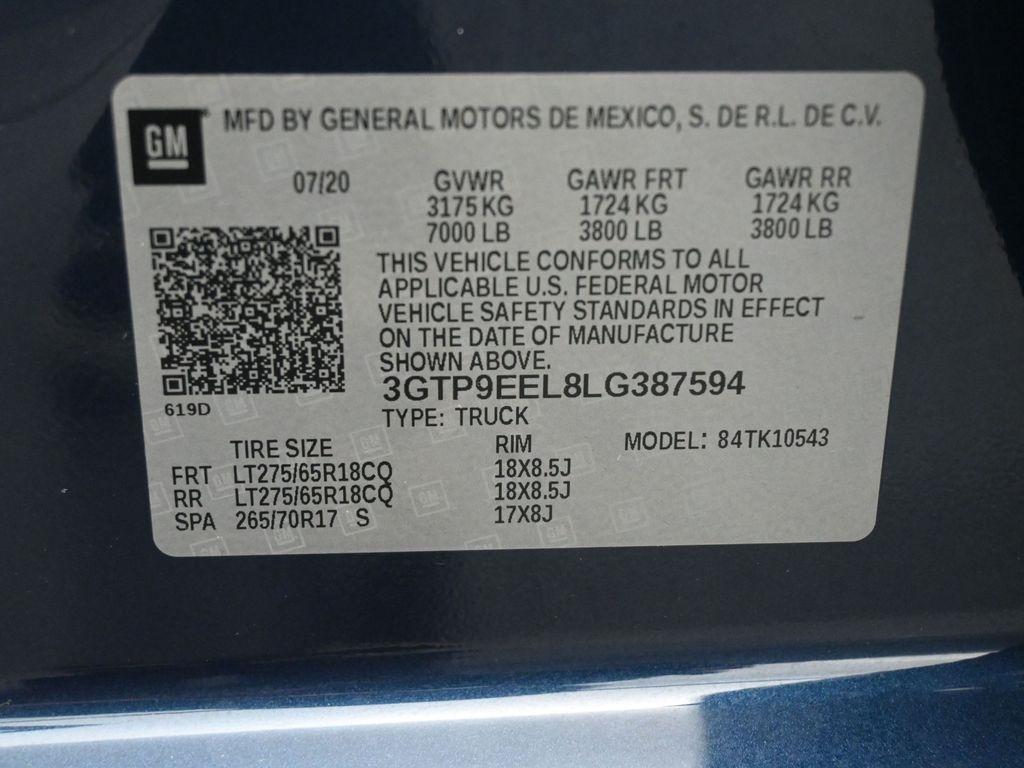 GM
MFD BY GENERAL MOTORS DE MEXICO, S. DE R.L. DE C.V.
07/20 GVWR GAWR FRT GAWR RR
3175 KG 1724 KG 1724 KG
7000 LB 3800 LB 3800 LB
THIS VEHICLE CONFORMS TO ALL
APPLICABLE U.S. FEDERAL MOTOR
VEHICLE SAFETY STANDARDS IN EFFECT
ON THE DATE OF MANUFACTURE
SHOWN ABOVE.
3GTP9EEL8LG387594
619D
TYPE: TRUCK
TIRE SIZE RIM MODEL: 84TK10543
FRT LT275/65R18CQ 18X8.5J
RR LT275/65R18CQ 18X8.5J
SPA 265/70R17 S 17X8J